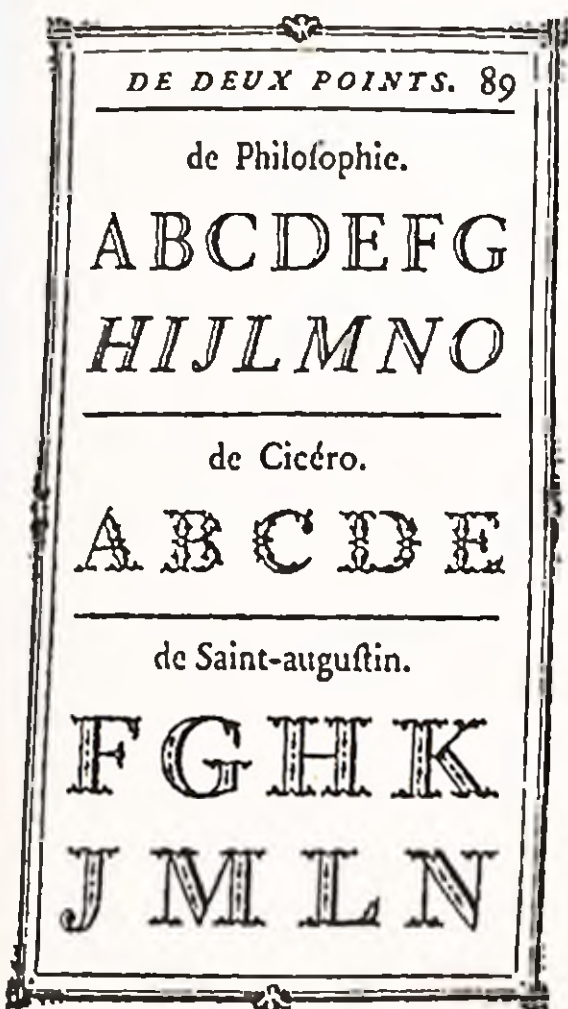 DE DEUX POINTS. 89
de Philoſophie.
ABCDEFG
HIJLMNO
de Cicéro.
ABCDE
de Saint-auguſtin.
FGHK
JMLN